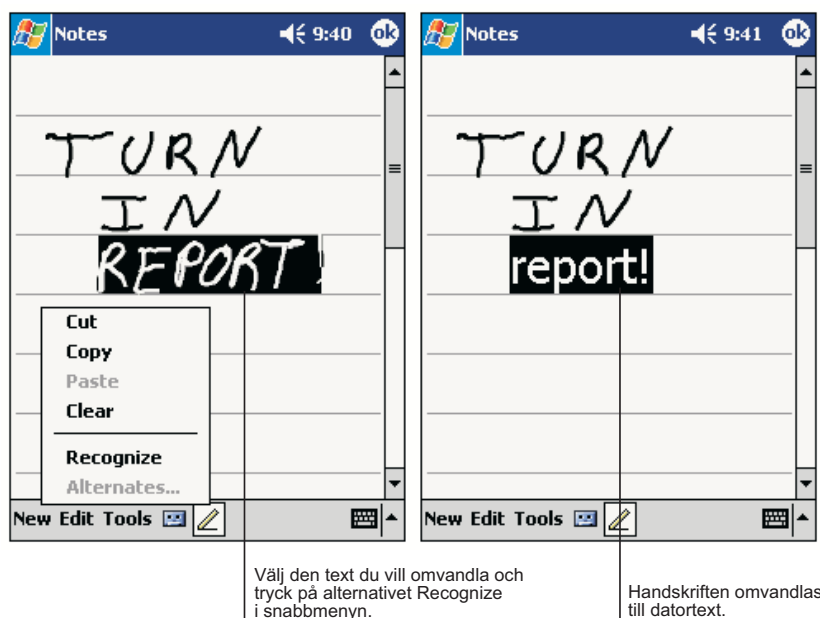 Notes 9:40 ok
TURN
IN
REPORT!
Cut
Copy
Paste
Clear
Recognize
Alternates...
New Edit Tools
Välj den text du vill omvandla och
tryck på alternativet Recognize
i snabbmenyn.
Notes 9:41 ok
TURN
IN
report!
New Edit Tools
Handskriften omvandlas
till datortext.